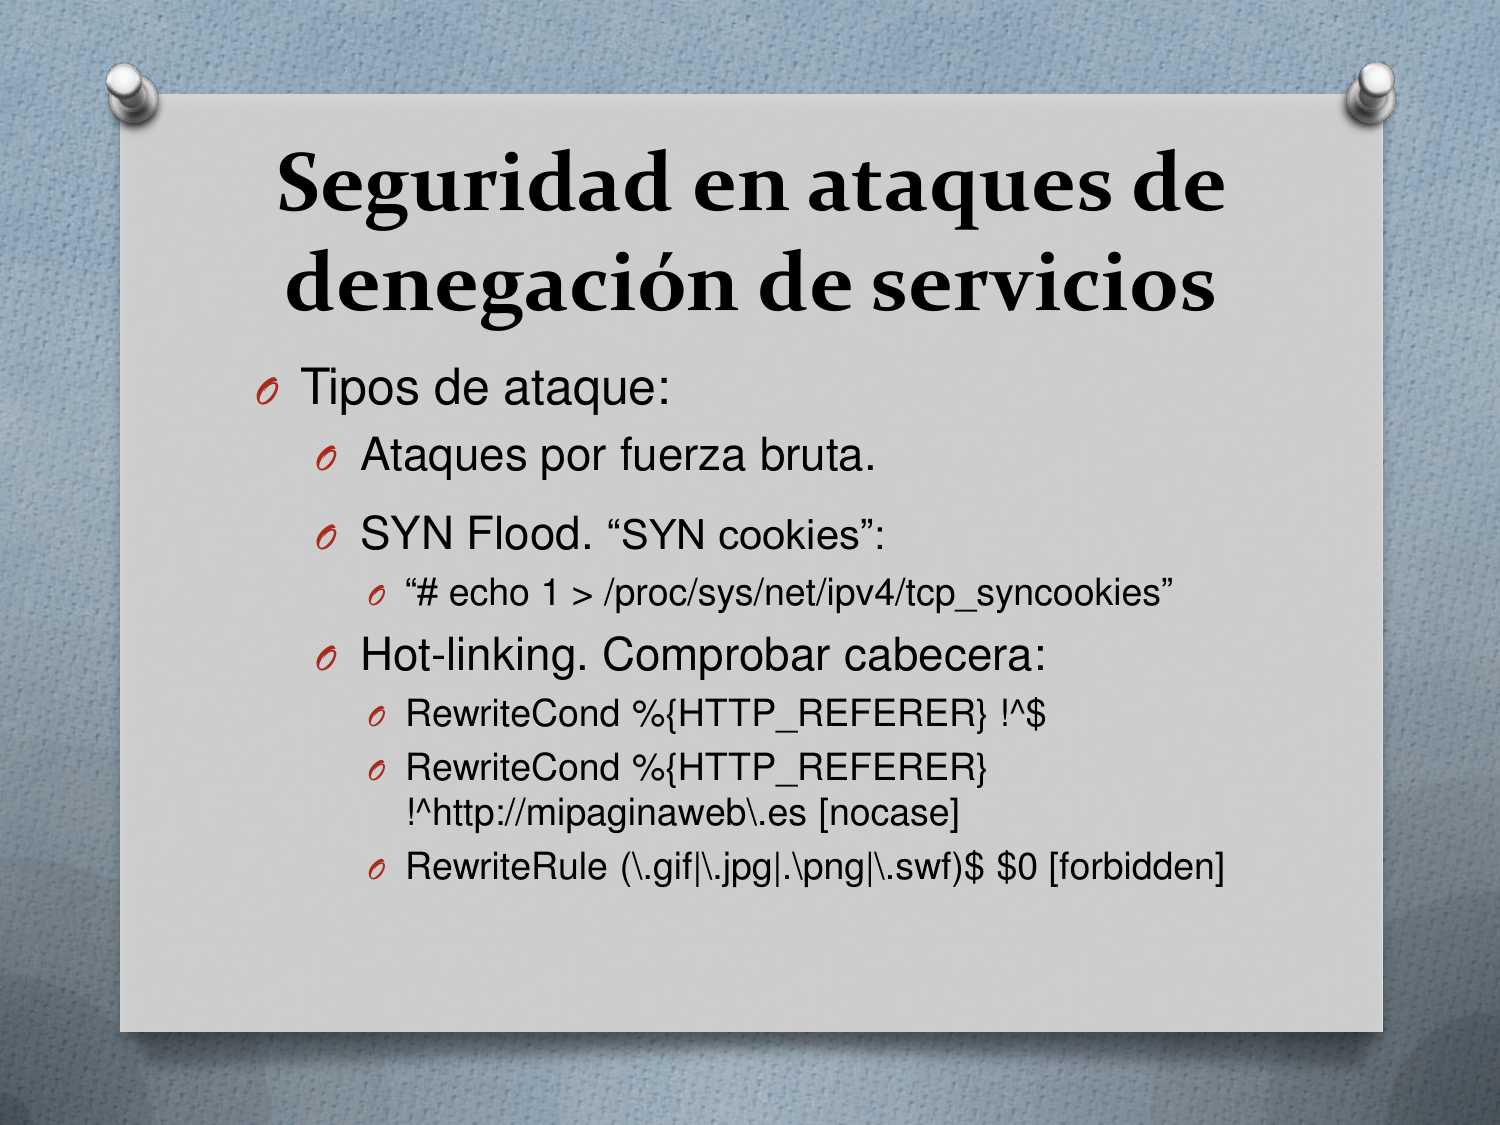 Seguridad en ataques de
denegación de servicios
Tipos de ataque:
Ataques por fuerza bruta.
SYN Flood. “SYN cookies”:
“# echo 1 > /proc/sys/net/ipv4/tcp_syncookies”
Hot-linking. Comprobar cabecera:
RewriteCond %{HTTP_REFERER} !^$
RewriteCond %{HTTP_REFERER}
!^http://mipaginaweb\.es [nocase]
RewriteRule (\.gif|\.jpg|.\png|\.swf)$ $0 [forbidden]